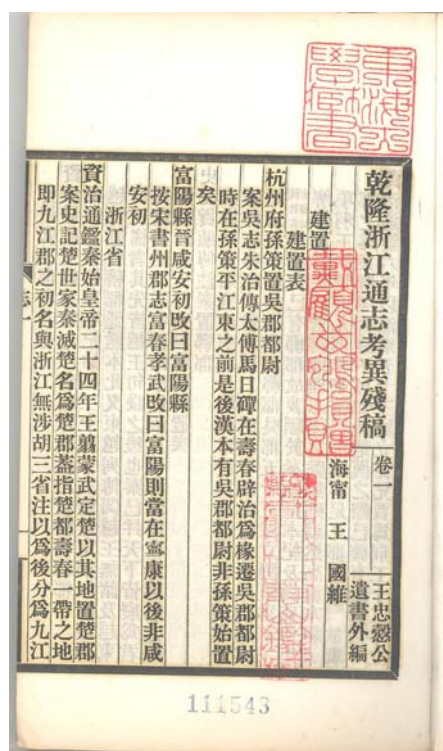 乾隆浙江通志考異殘稿
卷一
王忠慤公
遺書外編
海甯 王 國維
建置
建置表
杭州府孫策置吳郡都尉
案吳志朱治傳太傅馬日磾在壽春辟治爲椽遷吳郡都尉
時在孫策平江東之前是後漢本有吳郡都尉非孫策始置
矣
富陽縣晉咸安初改曰富陽縣
按宋書州郡志富春孝武改曰富陽則當在寧康以後非咸
安初
浙江省
資治通鑑秦始皇帝二十四年王翦蒙武定楚以其地置楚郡
案史記楚世家秦滅楚名爲楚郡蓋指楚都壽春一帶之地
即九江郡之初名與浙江無涉胡三省注以爲後分爲九江
志一
111543